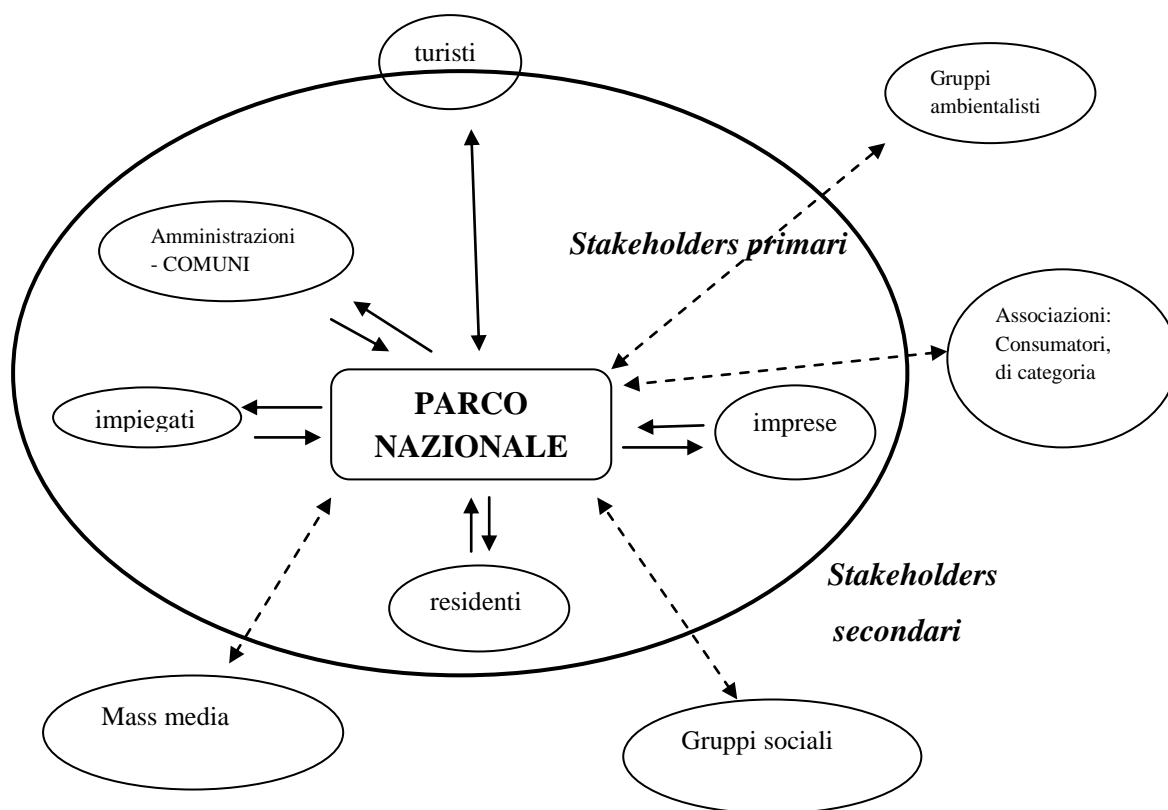 turisti
Gruppi
ambientalisti
Amministrazioni
- COMUNI
Stakeholders primari
Associazioni:
Consumatori,
di categoria
impiegati
PARCO
NAZIONALE
imprese
residenti
Stakeholders
secondari
Mass media
Gruppi sociali